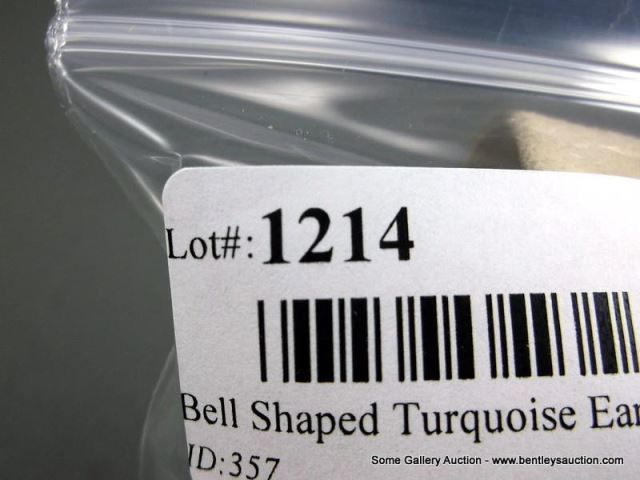 Lot#: 1214
Bell Shaped Turquoise Ear
ID:357
Some Gallery Auction - www.bentleysauction.com